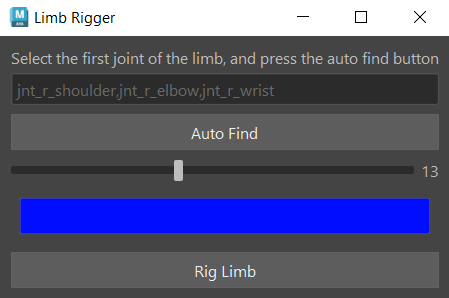 M
Limb Rigger
Select the first joint of the limb, and press the auto find button
jnt_r_shoulder,jnt_r_elbow,jnt_r_wrist
Auto Find
13
Rig Limb